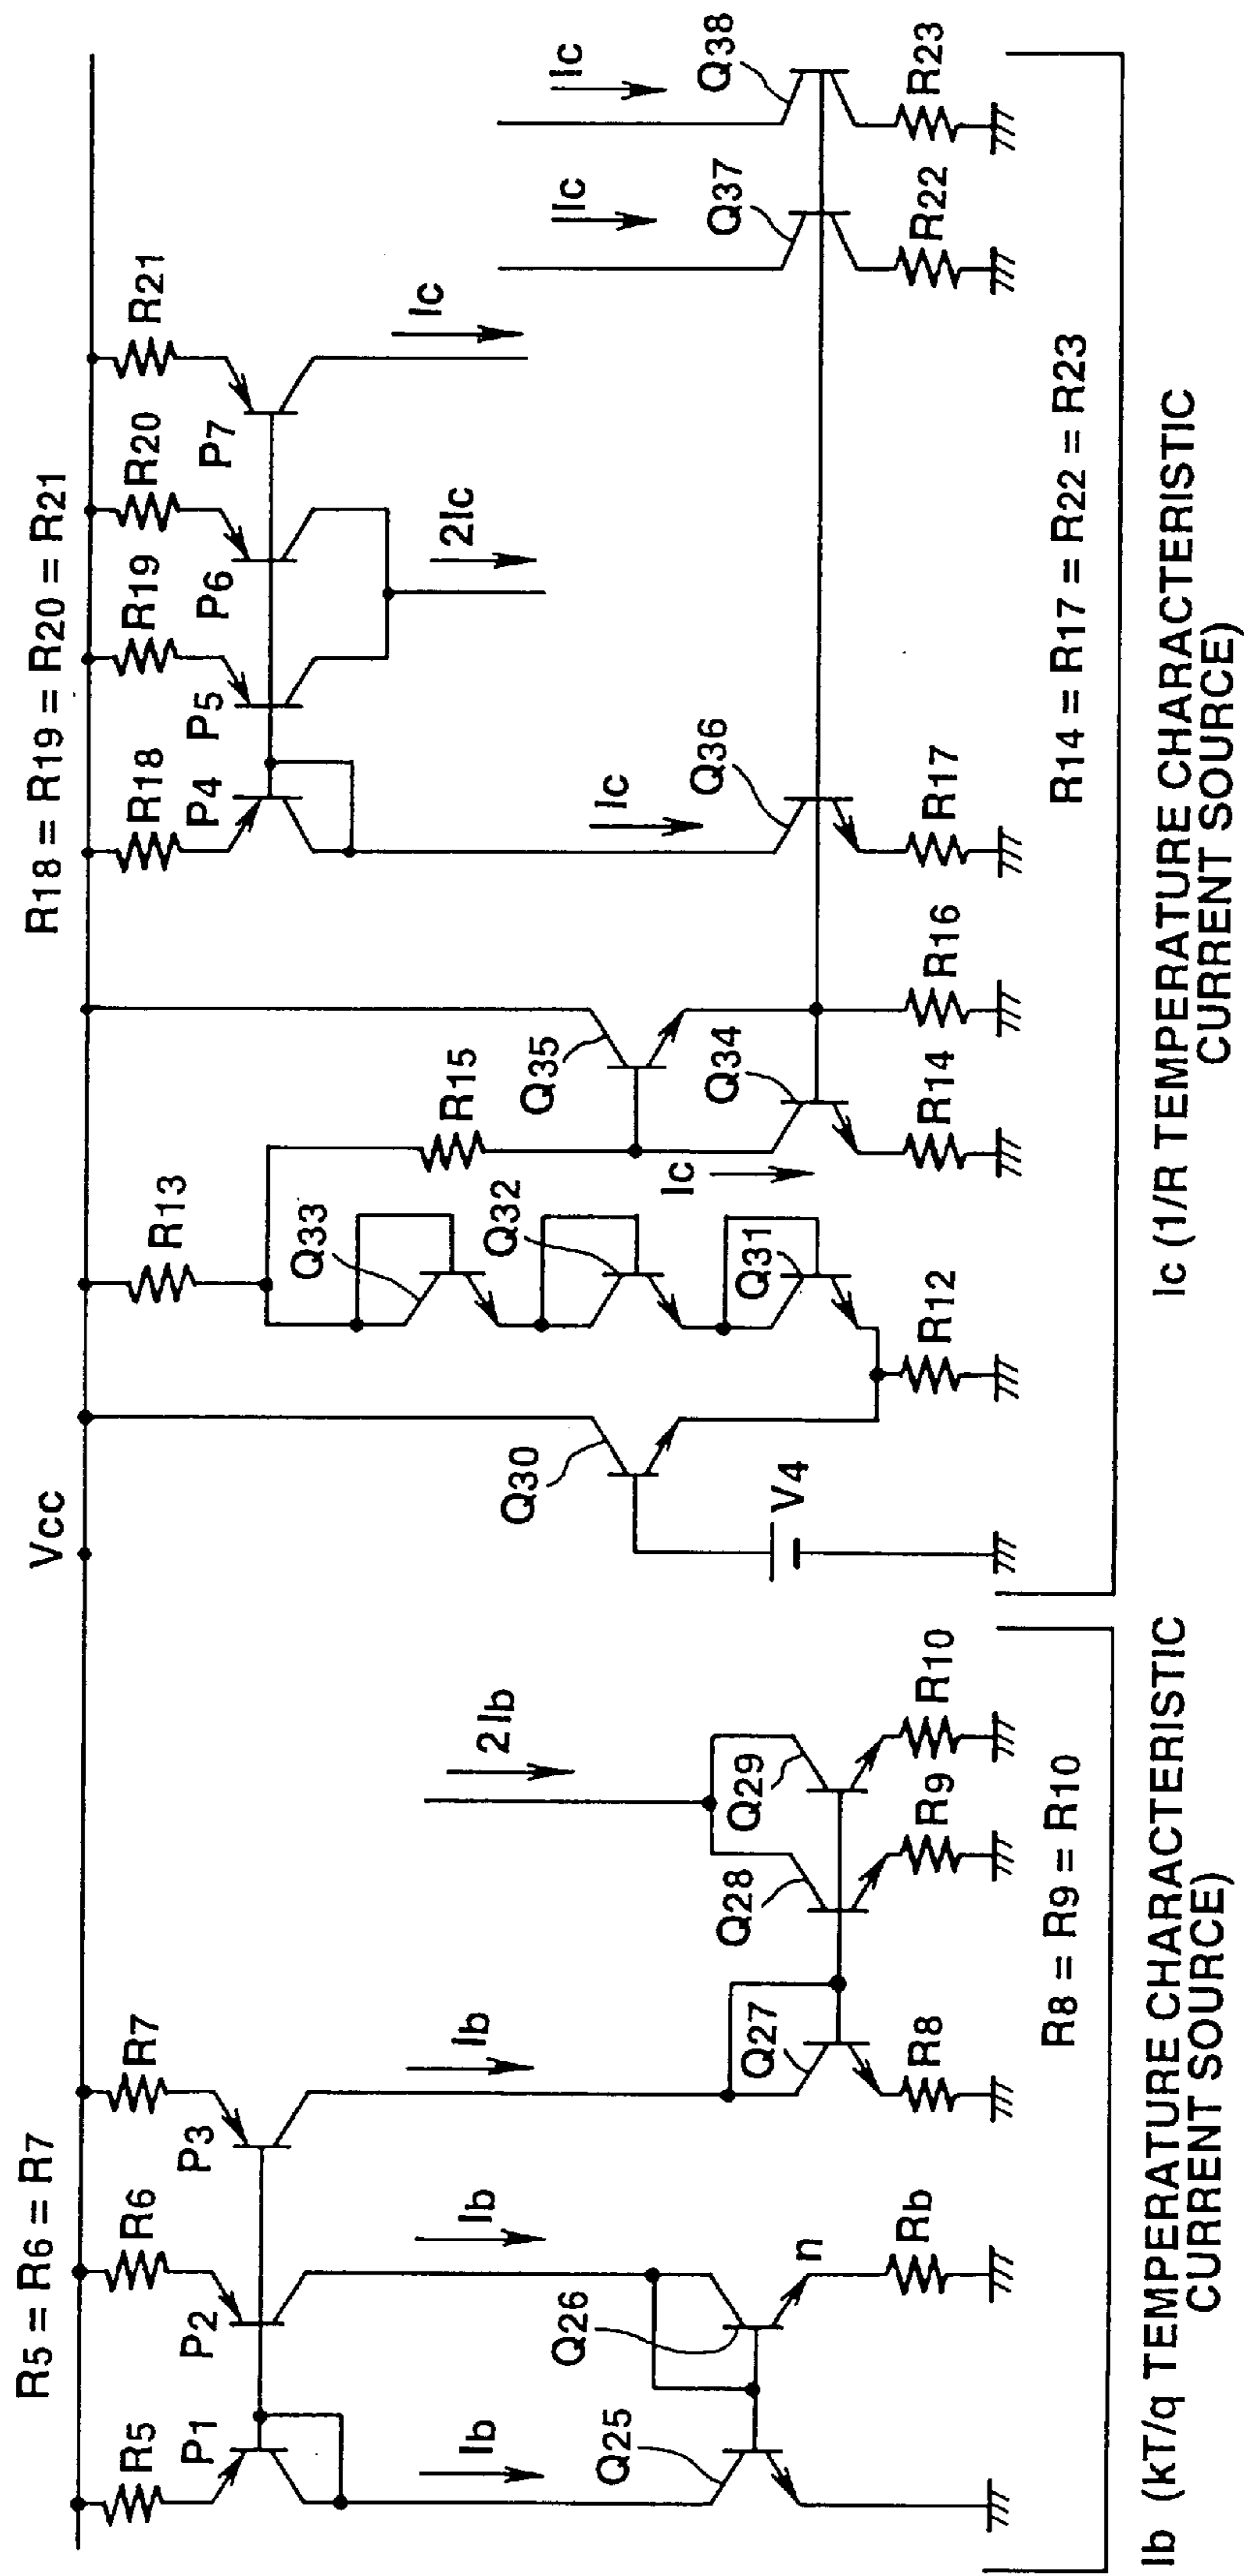 R5 = R6 = R7
Vcc
R18 = R19 = R20 = R21
R5
R6
R7
R13
R18
R19
R20
R21
P1
P2
P3
P4
P5
P6
P7
Ib
Ib
Ib
2Ib
Q33
R15
2Ic
Ic
Ic
Ic
Q25
Q26
n
Q27
Q28
Q29
Q30
V4
Q32
Q31
Ic
Q35
Q34
Ic
Q36
Q37
Q38
Rb
R8
R9
R10
R12
R14
R16
R17
R22
R23
R8 = R9 = R10
R14 = R17 = R22 = R23
Ib (kT/q TEMPERATURE CHARACTERISTIC
CURRENT SOURCE)
Ic (1/R TEMPERATURE CHARACTERISTIC
CURRENT SOURCE)